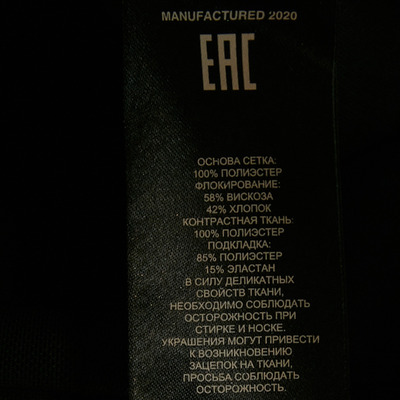 MANUFACTURED 2020
EAC
ОСНОВА СЕТКА:
100% ПОЛИЭСТЕР
ФЛОКИРОВАНИЕ:
58% ВИСКОЗА
42% ХЛОПОК
КОНТРАСТНАЯ ТКАНЬ:
100% ПОЛИЭСТЕР
ПОДКЛАДКА:
85% ПОЛИЭСТЕР
15% ЭЛАСТАН
В СИЛУ ДЕЛИКАТНЫХ
СВОЙСТВ ТКАНИ,
НЕОБХОДИМО СОБЛЮДАТЬ
ОСТОРОЖНОСТЬ ПРИ
СТИРКЕ И НОСКЕ.
УКРАШЕНИЯ МОГУТ ПРИВЕСТИ
К ВОЗНИКНОВЕНИЮ
ЗАЦЕПОК НА ТКАНИ,
ПРОСЬБА СОБЛЮДАТЬ
ОСТОРОЖНОСТЬ.